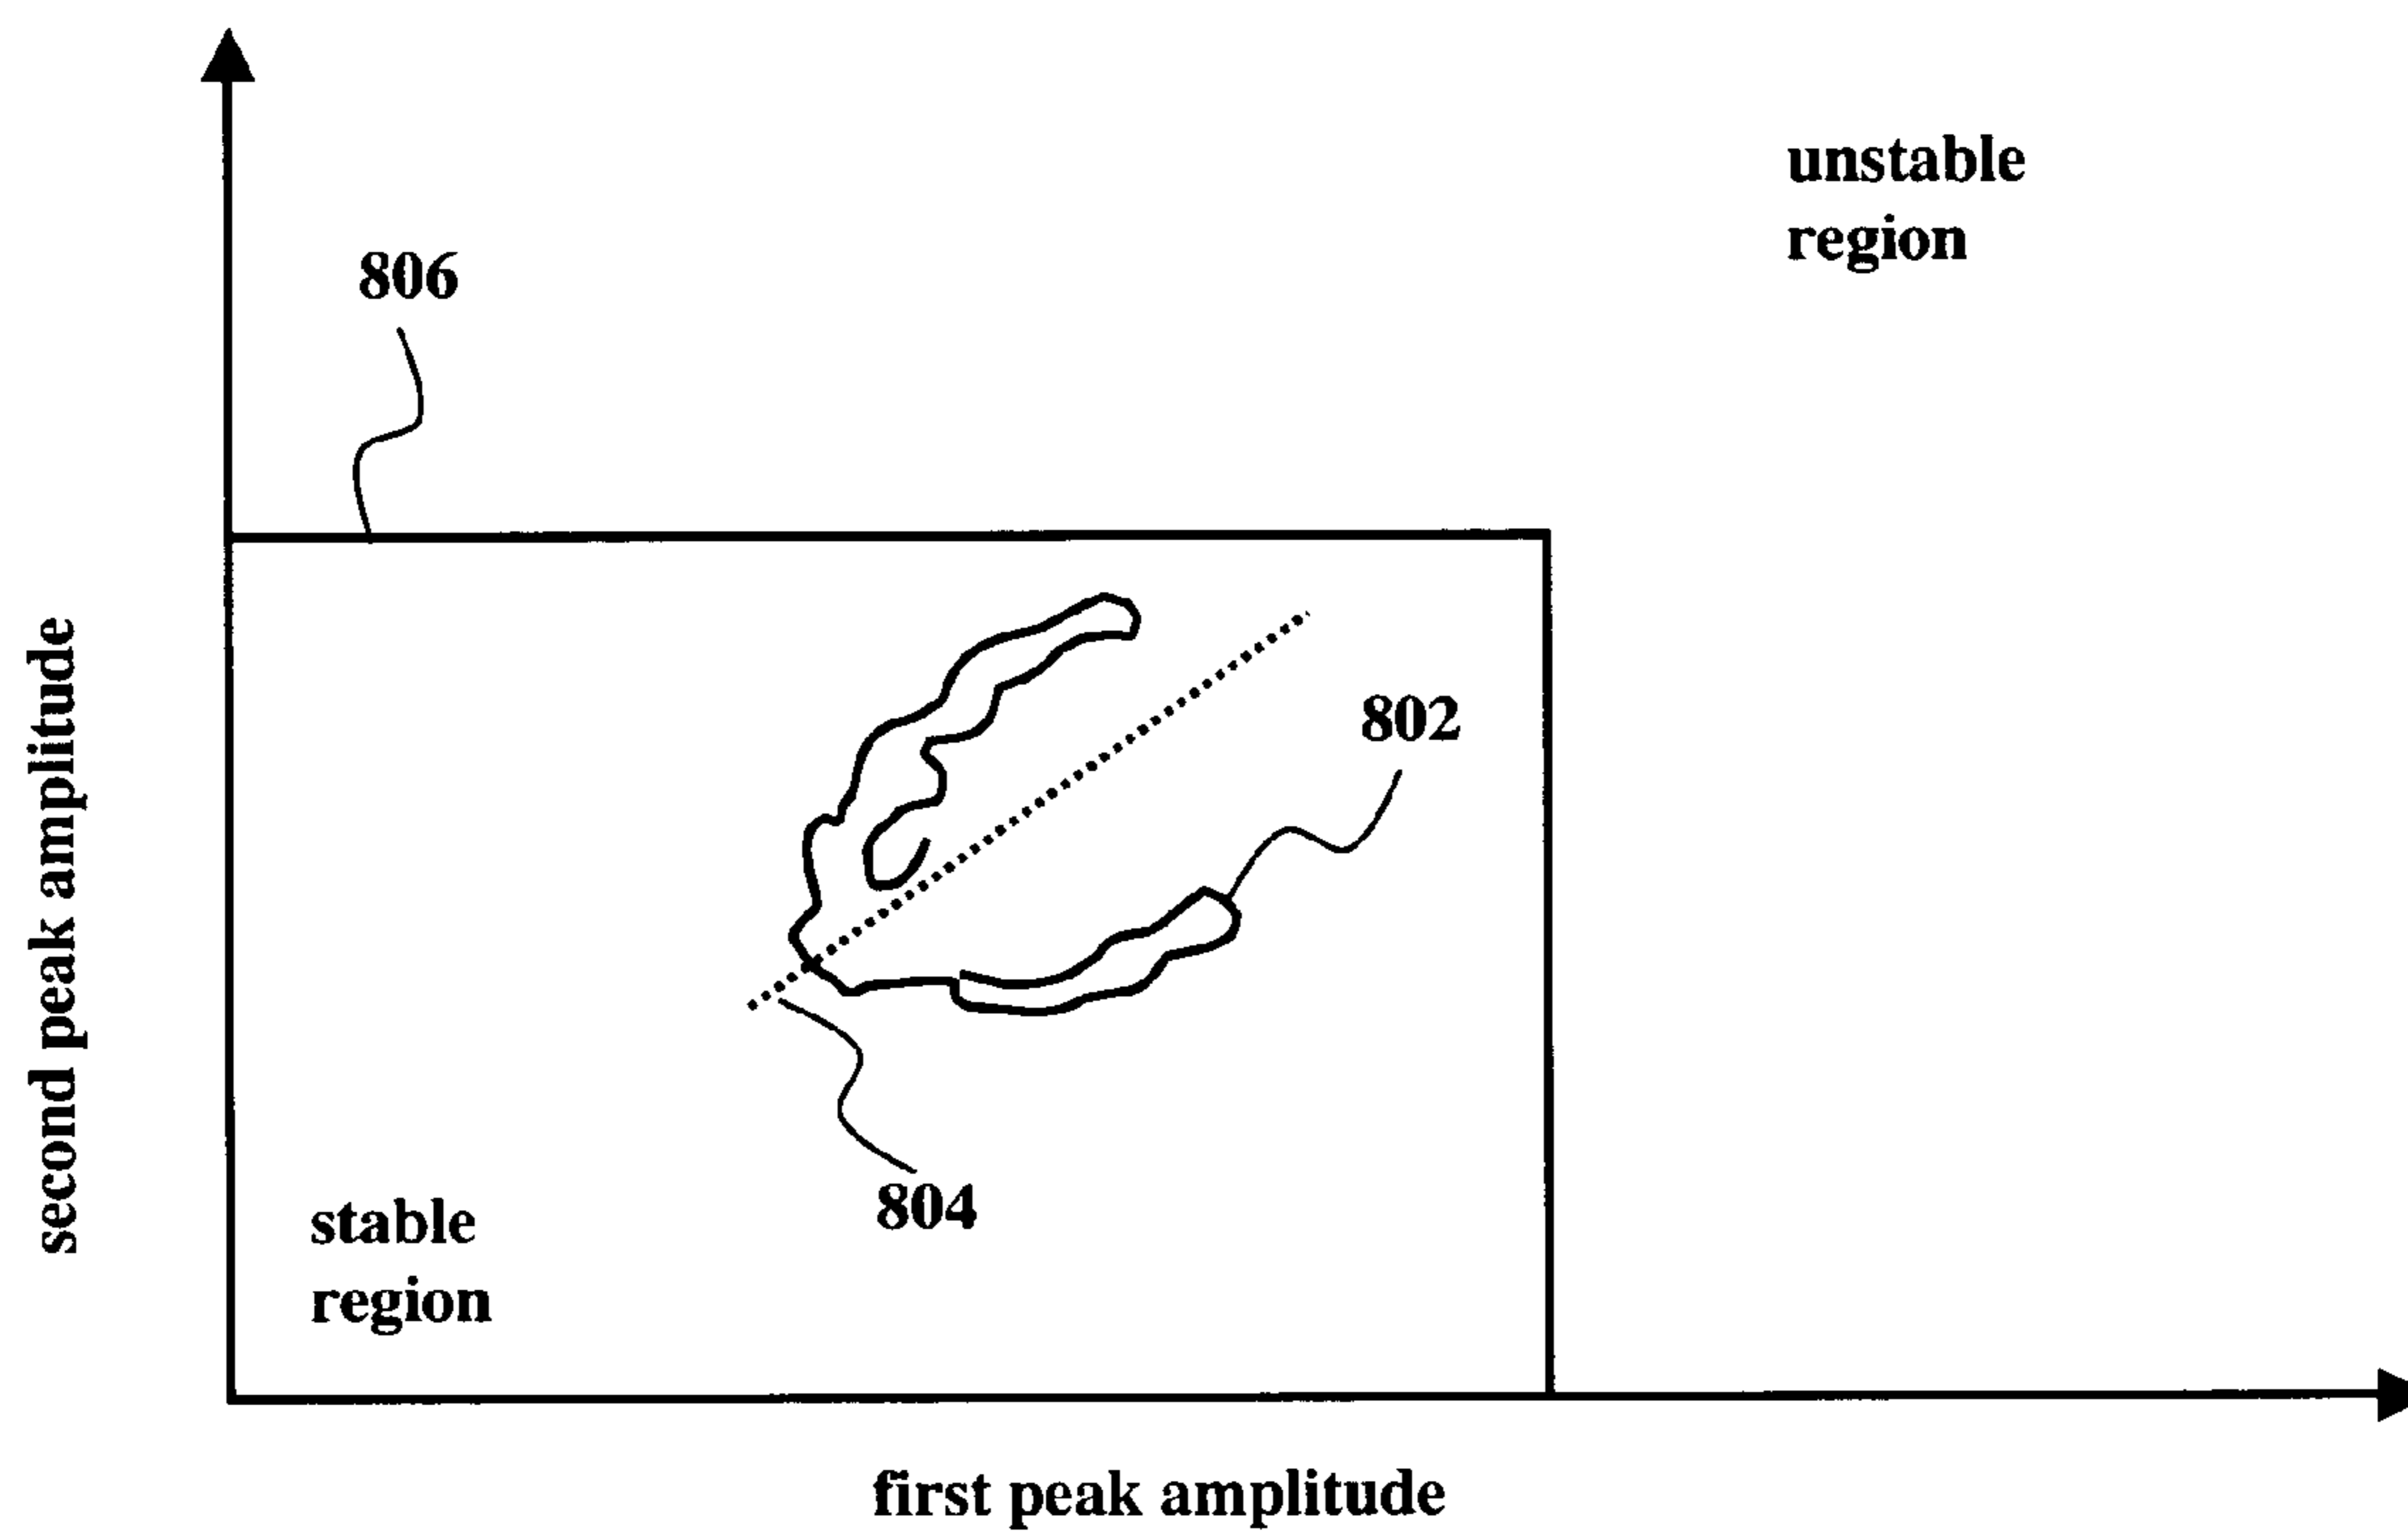 unstable
region
806
802
second peak amplitude
804
stable
region
first peak amplitude